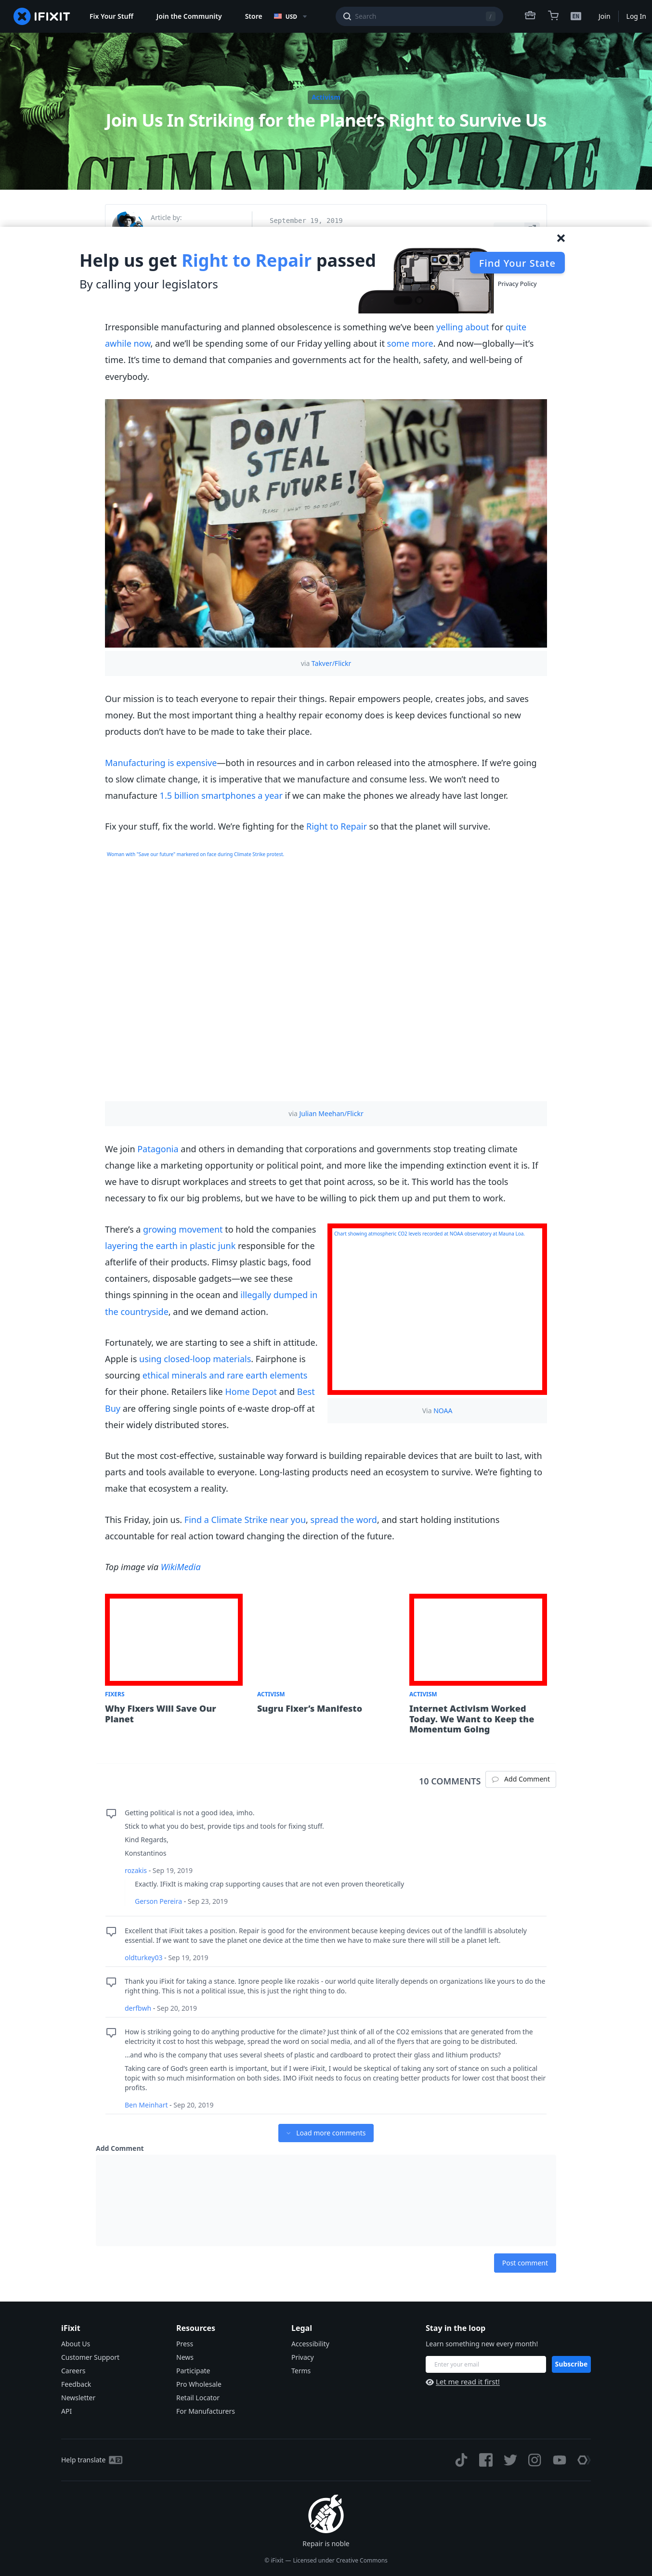 IFIXIT
Fix Your Stuff
Join the Community
Store
USD
Search
/
EN
Join
Log In
Join Us In Striking for the Planet's Right to Survive Us
CLIMATE STRIKE
Article by:
September 19, 2019
Help us get Right to Repair passed
By calling your legislators
Find Your State
Privacy Policy
Irresponsible manufacturing and planned obsolescence is something we've been yelling about for quite
awhile now, and we'll be spending some of our Friday yelling about it some more. And now—globally—it's
time. It's time to demand that companies and governments act for the health, safety, and well-being of
everybody.
DON'T
STEAL
OUR
FUTURE!
via Takver/Flickr
Our mission is to teach everyone to repair their things. Repair empowers people, creates jobs, and saves
money. But the most important thing a healthy repair economy does is keep devices functional so new
products don't have to be made to take their place.
Manufacturing is expensive—both in resources and in carbon released into the atmosphere. If we're going
to slow climate change, it is imperative that we manufacture and consume less. We won't need to
manufacture 1.5 billion smartphones a year if we can make the phones we already have last longer.
Fix your stuff, fix the world. We're fighting for the Right to Repair so that the planet will survive.
Woman with "Save our future" markered on face during Climate Strike protest.
via Julian Meehan/Flickr
We join Patagonia and others in demanding that corporations and governments stop treating climate
change like a marketing opportunity or political point, and more like the impending extinction event it is. If
we have to disrupt workplaces and streets to get that point across, so be it. This world has the tools
necessary to fix our big problems, but we have to be willing to pick them up and put them to work.
There's a growing movement to hold the companies
layering the earth in plastic junk responsible for the
afterlife of their products. Flimsy plastic bags, food
containers, disposable gadgets—we see these
things spinning in the ocean and illegally dumped in
the countryside, and we demand action.
Chart showing atmospheric CO2 levels recorded at NOAA observatory at Mauna Loa.
Via NOAA
Fortunately, we are starting to see a shift in attitude.
Apple is using closed-loop materials. Fairphone is
sourcing ethical minerals and rare earth elements
for their phone. Retailers like Home Depot and Best
Buy are offering single points of e-waste drop-off at
their widely distributed stores.
But the most cost-effective, sustainable way forward is building repairable devices that are built to last, with
parts and tools available to everyone. Long-lasting products need an ecosystem to survive. We're fighting to
make that ecosystem a reality.
This Friday, join us. Find a Climate Strike near you, spread the word, and start holding institutions
accountable for real action toward changing the direction of the future.
Top image via WikiMedia
FIXERS
Why Fixers Will Save Our
Planet
ACTIVISM
Sugru Fixer's Manifesto
ACTIVISM
Internet Activism Worked
Today. We Want to Keep the
Momentum Going
10 COMMENTS
Add Comment
Getting political is not a good idea, imho.
Stick to what you do best, provide tips and tools for fixing stuff.
Kind Regards,
Konstantinos
rozakis - Sep 19, 2019
Exactly. IFixIt is making crap supporting causes that are not even proven theoretically
Gerson Pereira - Sep 23, 2019
Excellent that iFixit takes a position. Repair is good for the environment because keeping devices out of the landfill is absolutely
essential. If we want to save the planet one device at the time then we have to make sure there will still be a planet left.
oldturkey03 - Sep 19, 2019
Thank you iFixit for taking a stance. Ignore people like rozakis - our world quite literally depends on organizations like yours to do the
right thing. This is not a political issue, this is just the right thing to do.
derfbwh - Sep 20, 2019
How is striking going to do anything productive for the climate? Just think of all of the CO2 emissions that are generated from the
electricity it cost to host this webpage, spread the word on social media, and all of the flyers that are going to be distributed.
...and who is the company that uses several sheets of plastic and cardboard to protect their glass and lithium products?
Taking care of God's green earth is important, but if I were iFixit, I would be skeptical of taking any sort of stance on such a political
topic with so much misinformation on both sides. IMO iFixit needs to focus on creating better products for lower cost that boost their
profits.
Ben Meinhart - Sep 20, 2019
Load more comments
Add Comment
Post comment
iFixit
About Us
Customer Support
Careers
Feedback
Newsletter
API
Resources
Press
News
Participate
Pro Wholesale
Retail Locator
For Manufacturers
Legal
Accessibility
Privacy
Terms
Stay in the loop
Learn something new every month!
Enter your email
Subscribe
Let me read it first!
Help translate
Repair is noble
© iFixit — Licensed under Creative Commons